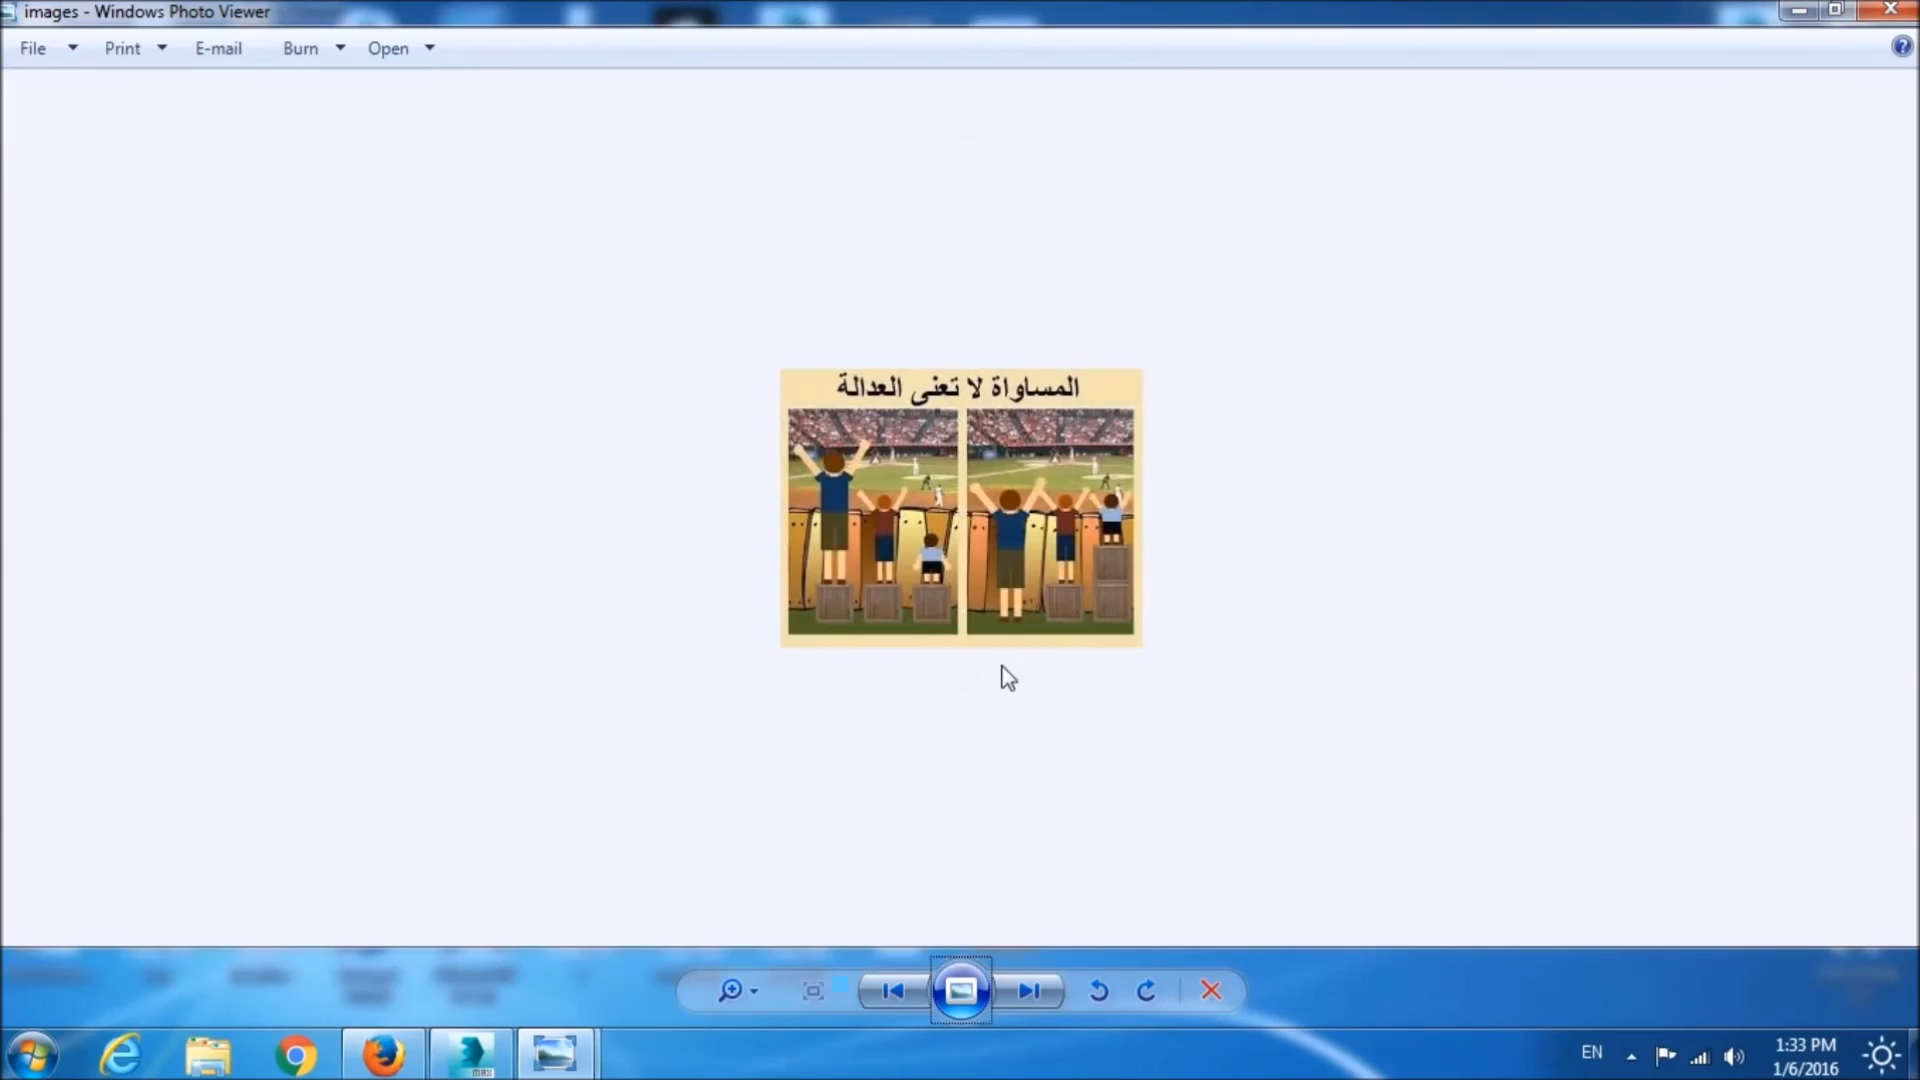 images - Windows Photo Viewer
File Print E-mail Burn Open
المساواة لا تعنى العدالة
MAX
EN
1:33 PM
1/6/2016